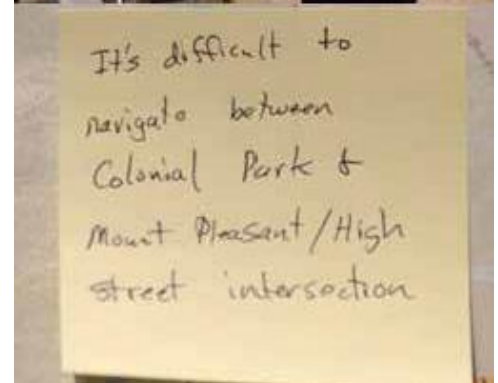 It's difficult to
navigate between
Colonial Park &
Mount Pleasant/High
street intersection